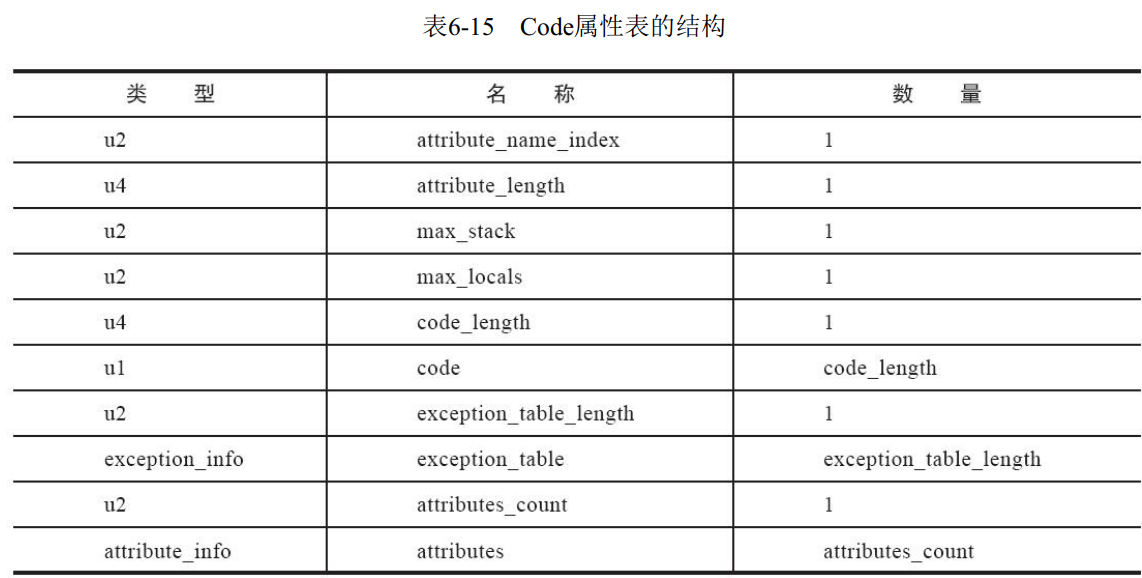 表6-15 Code属性表的结构
类 型 名 称 数 量
u2 attribute_name_index 1
u4 attribute_length 1
u2 max_stack 1
u2 max_locals 1
u4 code_length 1
u1 code code_length
u2 exception_table_length 1
exception_info exception_table exception_table_length
u2 attributes_count 1
attribute_info attributes attributes_count